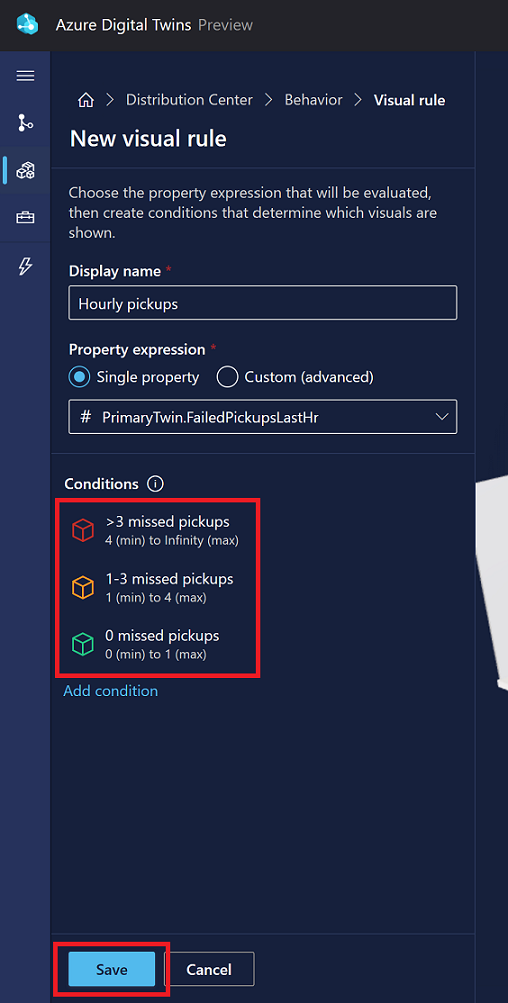 Azure Digital Twins Preview
Distribution Center > Behavior > Visual rule
New visual rule
Choose the property expression that will be evaluated,
then create conditions that determine which visuals are
shown.
Display name *
Hourly pickups
Property expression *
Single property Custom (advanced)
# PrimaryTwin.FailedPickupsLastHr
Conditions
>3 missed pickups
4 (min) to Infinity (max)
1-3 missed pickups
1 (min) to 4 (max)
0 missed pickups
0 (min) to 1 (max)
Add condition
Save Cancel